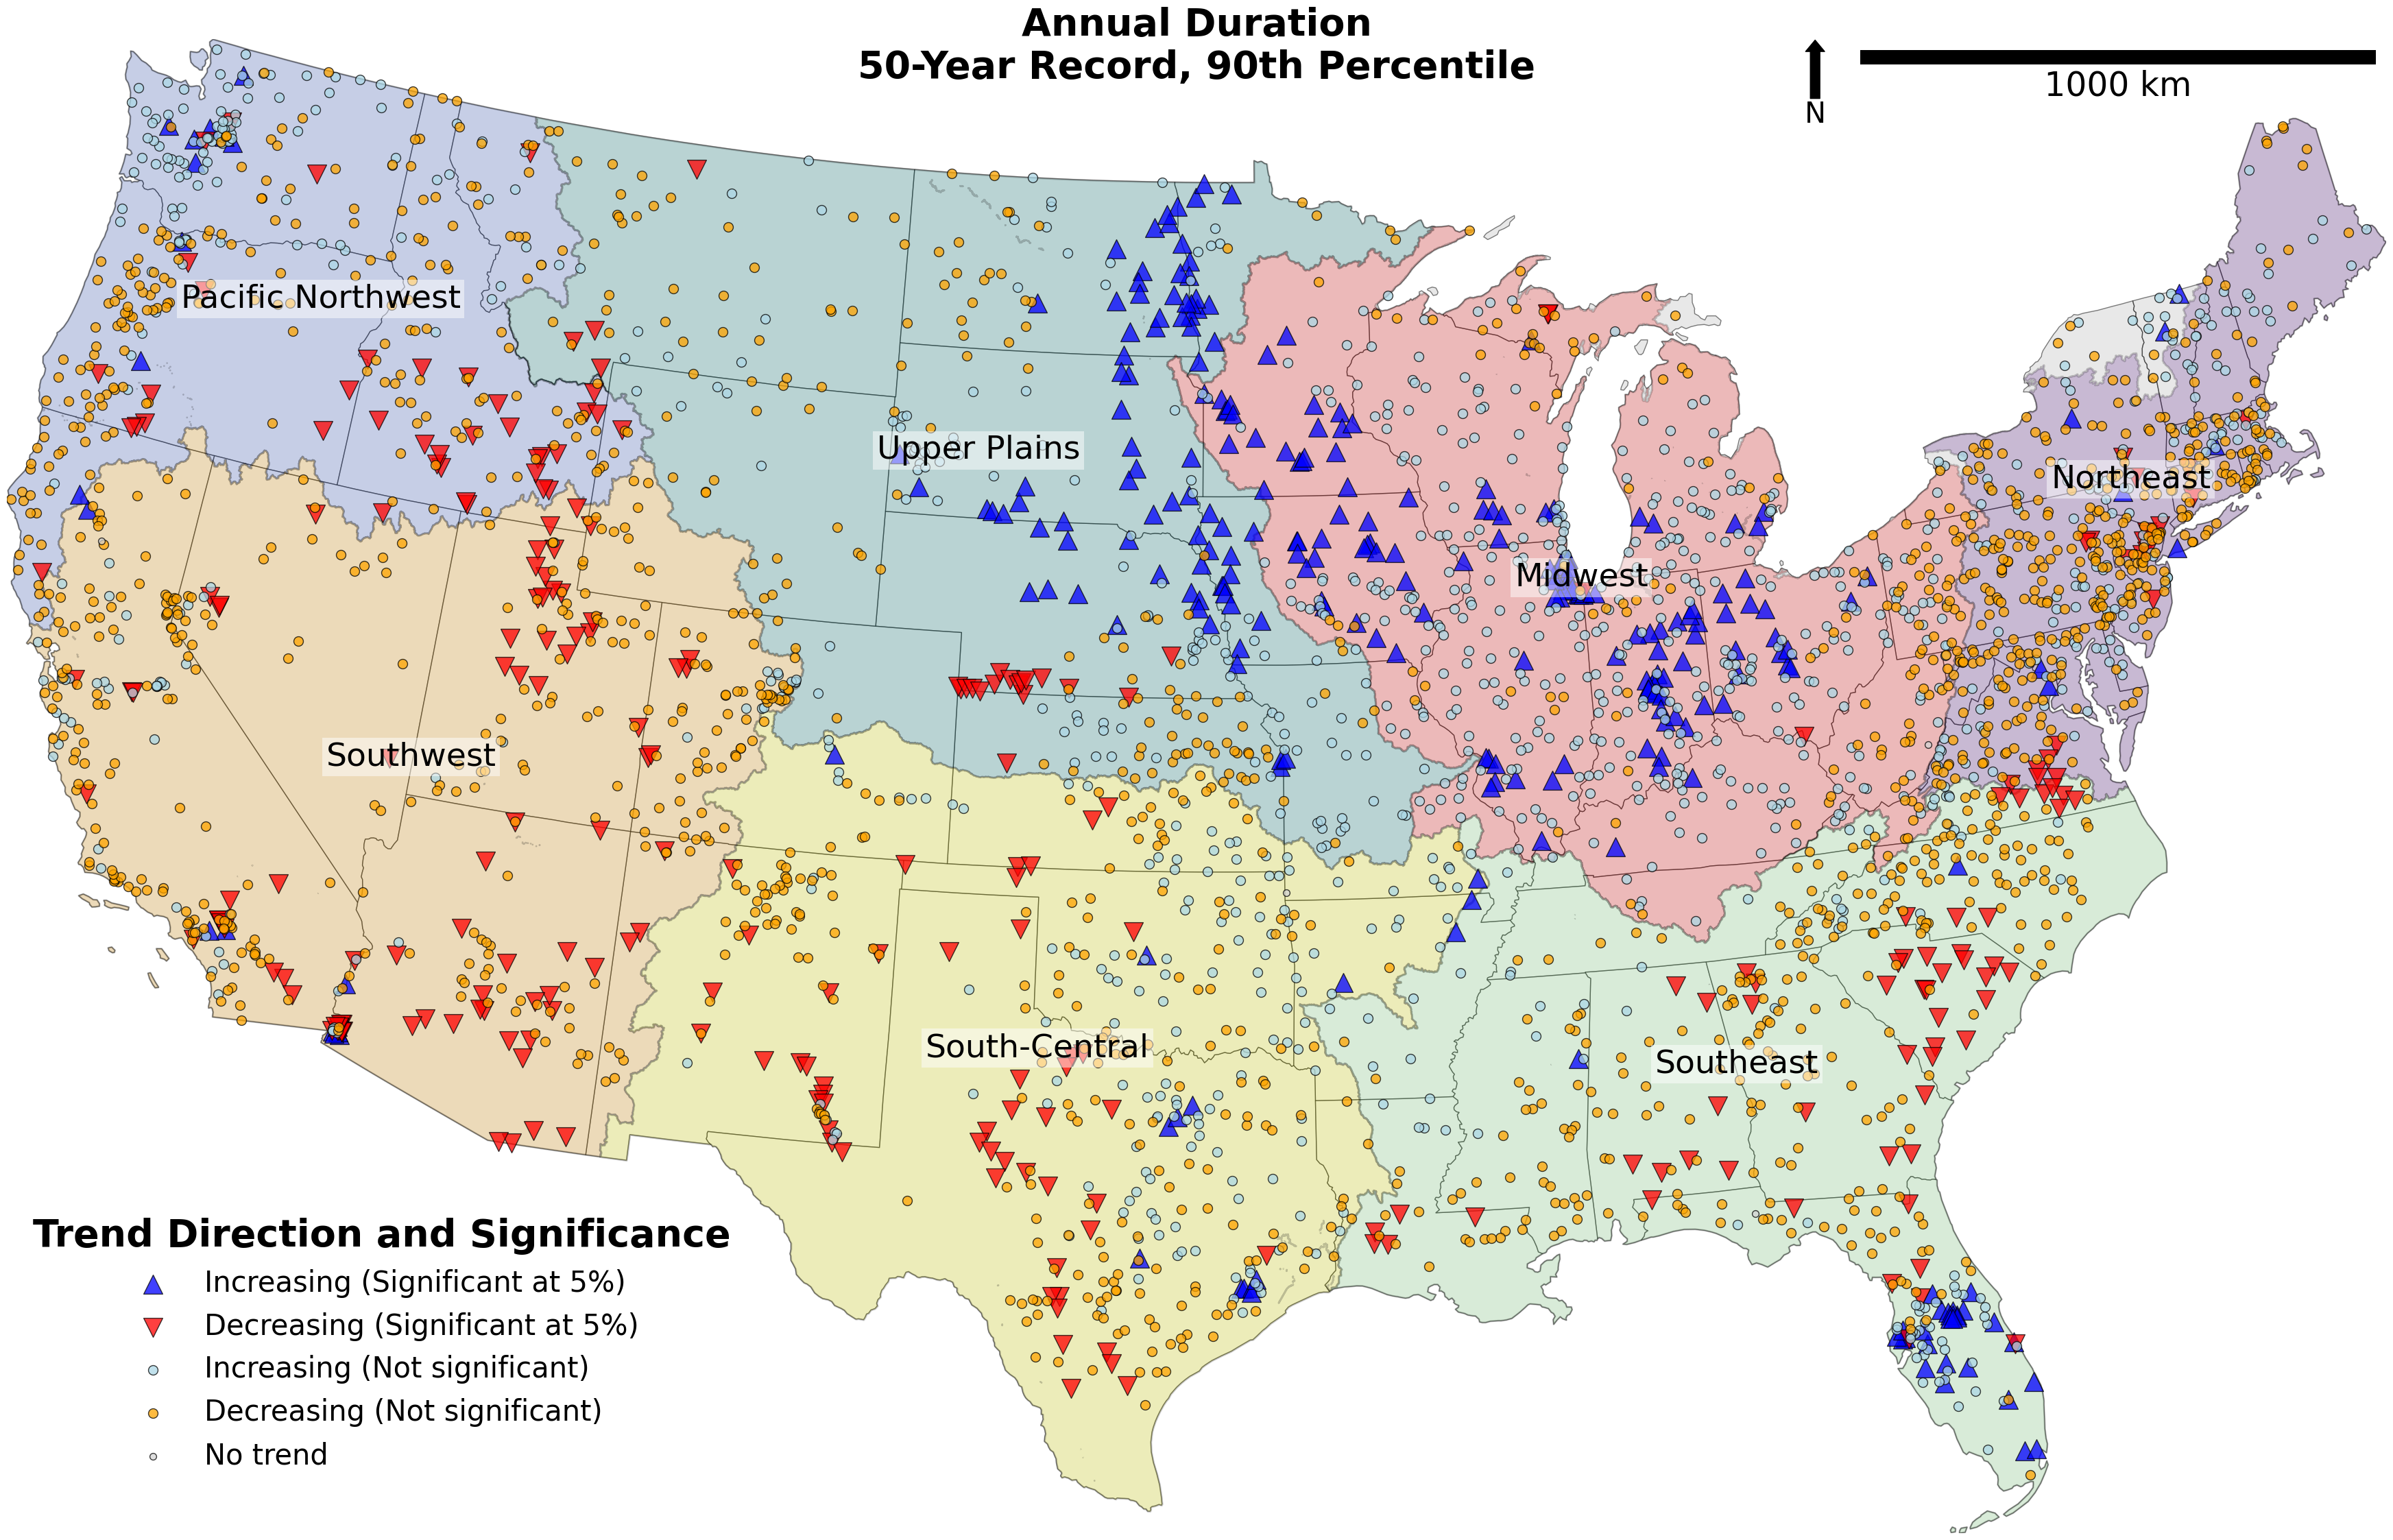 Annual Duration
50-Year Record, 90th Percentile
N
1000 km
Pacific Northwest
Upper Plains
Northeast
Midwest
Southwest
South-Central
Southeast
Trend Direction and Significance
Increasing (Significant at 5%)
Decreasing (Significant at 5%)
Increasing (Not significant)
Decreasing (Not significant)
No trend